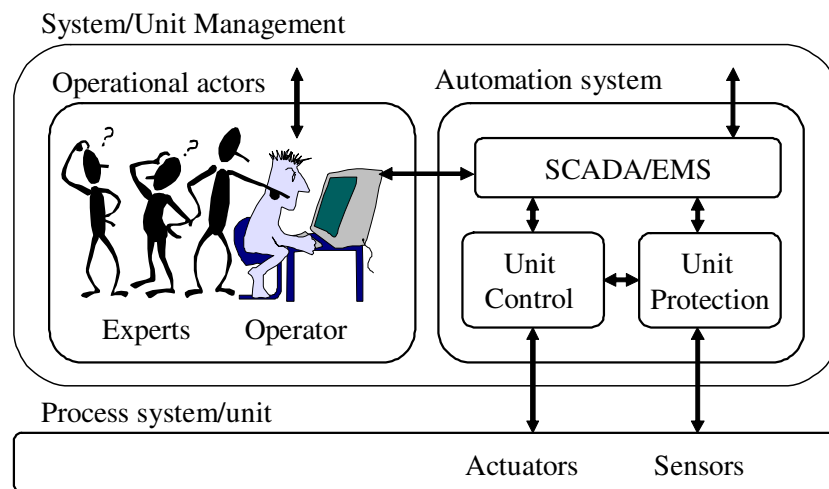 System/Unit Management
Operational actors
Automation system
? ?
SCADA/EMS
Unit
Control
Unit
Protection
Experts
Operator
Process system/unit
Actuators
Sensors